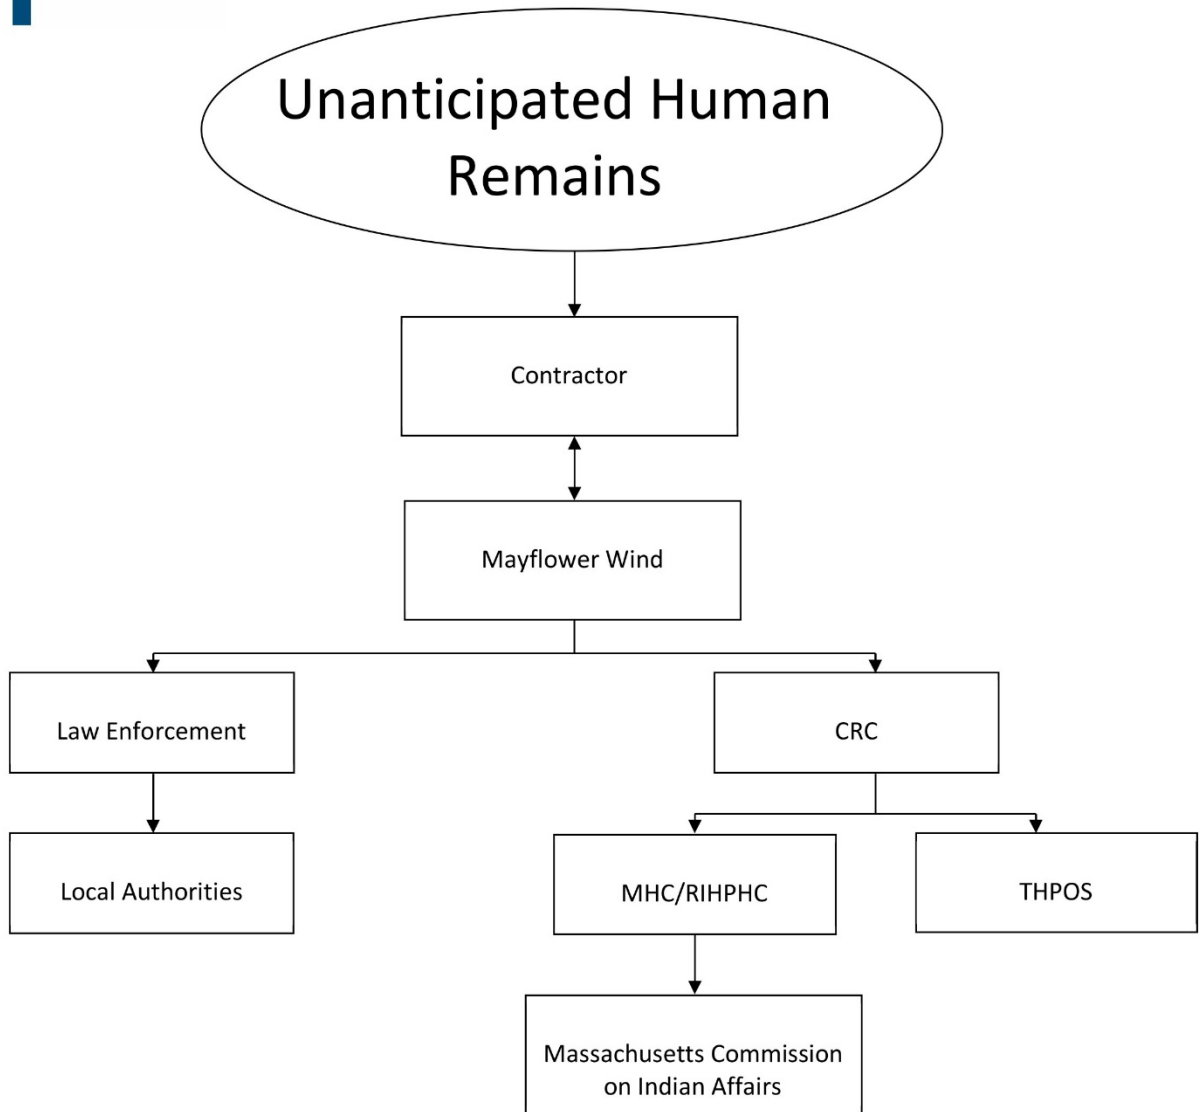 Unanticipated Human
Remains
Contractor
Mayflower Wind
Law Enforcement
CRC
Local Authorities
MHC/RIHPHC
THPOS
Massachusetts Commission
on Indian Affairs